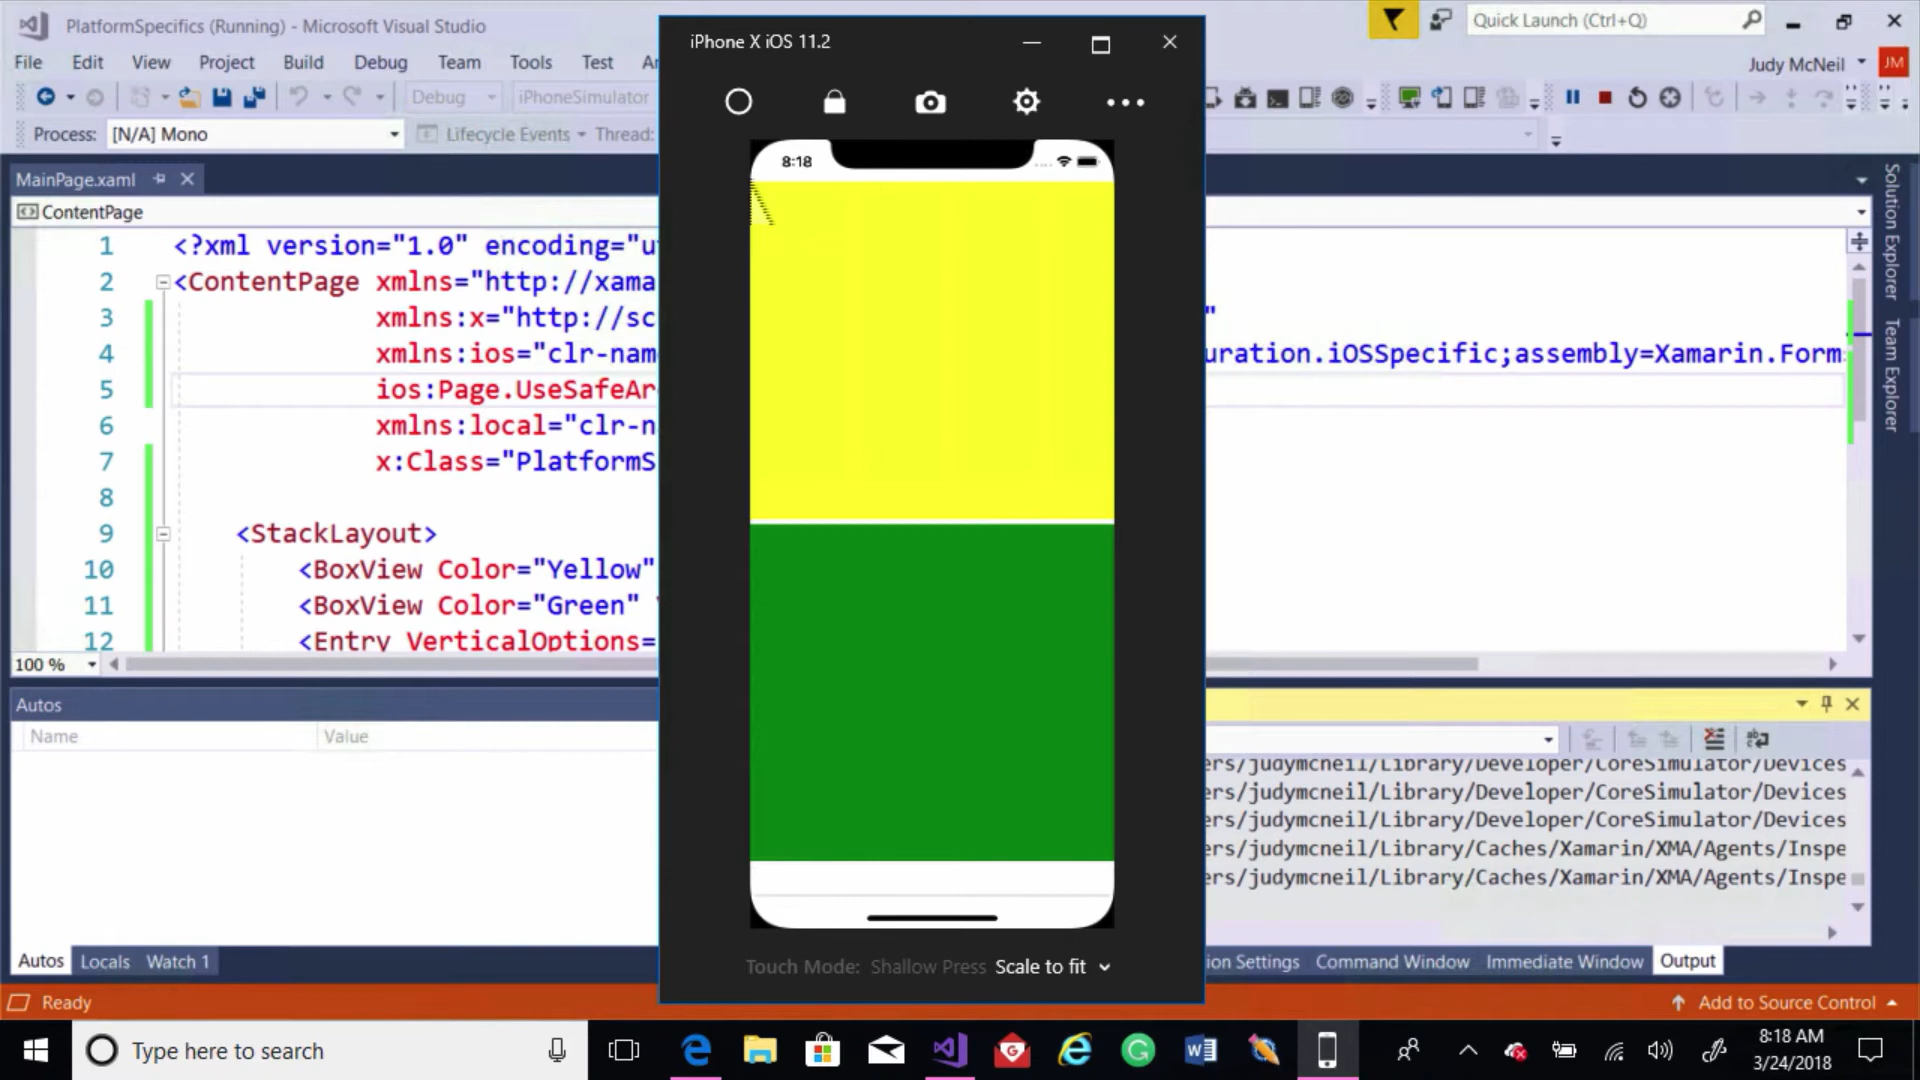 PlatformSpecifics (Running) - Microsoft Visual Studio
Quick Launch (Ctrl+Q)
File Edit View Project Build Debug Team Tools Test
Judy McNeil JM
Debug iPhoneSimulator
Process: [N/A] Mono Lifecycle Events Thread:
MainPage.xaml
ContentPage
1 <?xml version="1.0" encoding="u
2 <ContentPage xmlns="http://xama
3 xmlns:x="http://sc "
4 xmlns:ios="clr-nam uration.iOSSpecific;assembly=Xamarin.Form
5 ios:Page.UseSafeAr
6 xmlns:local="clr-n
7 x:Class="PlatformS
8
9 <StackLayout>
10 <BoxView Color="Yellow"
11 <BoxView Color="Green"
12 <Entry VerticalOptions=
100 %
Solution Explorer
Team Explorer
iPhone X iOS 11.2
8:18
Touch Mode: Shallow Press Scale to fit
Autos
Name Value
ers/judymcneil/Library/Developer/CoreSimulator/Devices
ers/judymcneil/Library/Developer/CoreSimulator/Devices
ers/judymcneil/Library/Developer/CoreSimulator/Devices
ers/judymcneil/Library/Caches/Xamarin/XMA/Agents/Inspe
ers/judymcneil/Library/Caches/Xamarin/XMA/Agents/Inspe
Autos Locals Watch 1
ion Settings Command Window Immediate Window Output
Ready
Add to Source Control
Type here to search
8:18 AM
3/24/2018